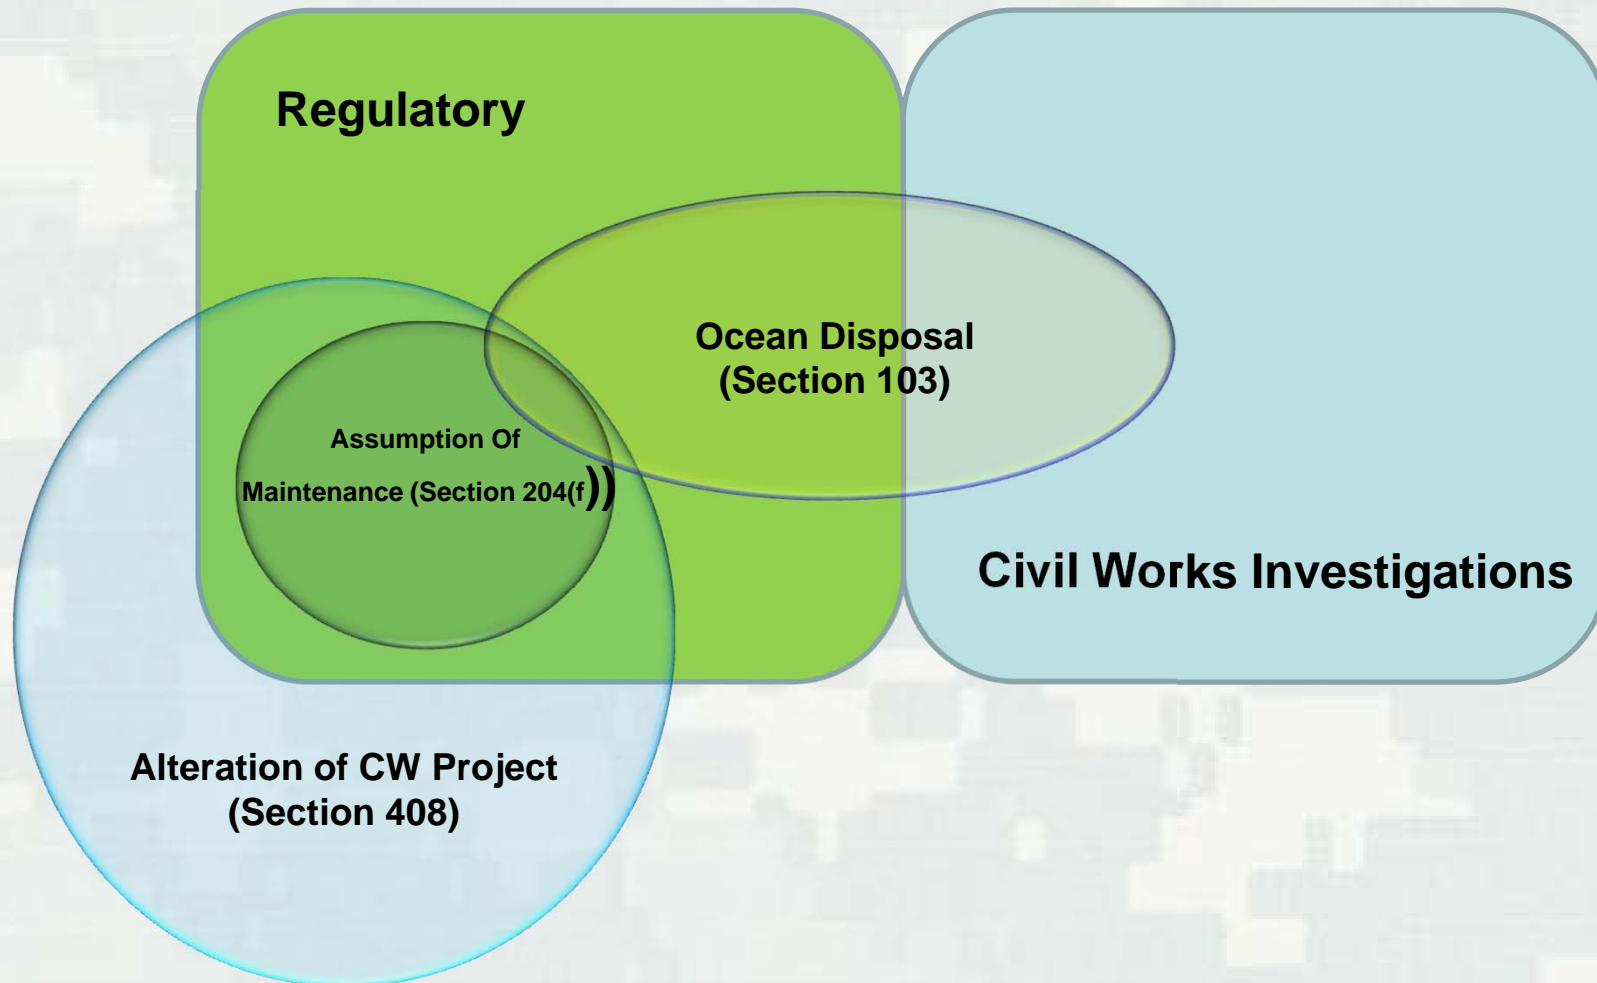 Regulatory
Ocean Disposal
(Section 103)
Assumption Of
Maintenance (Section 204(f))
Civil Works Investigations
Alteration of CW Project
(Section 408)